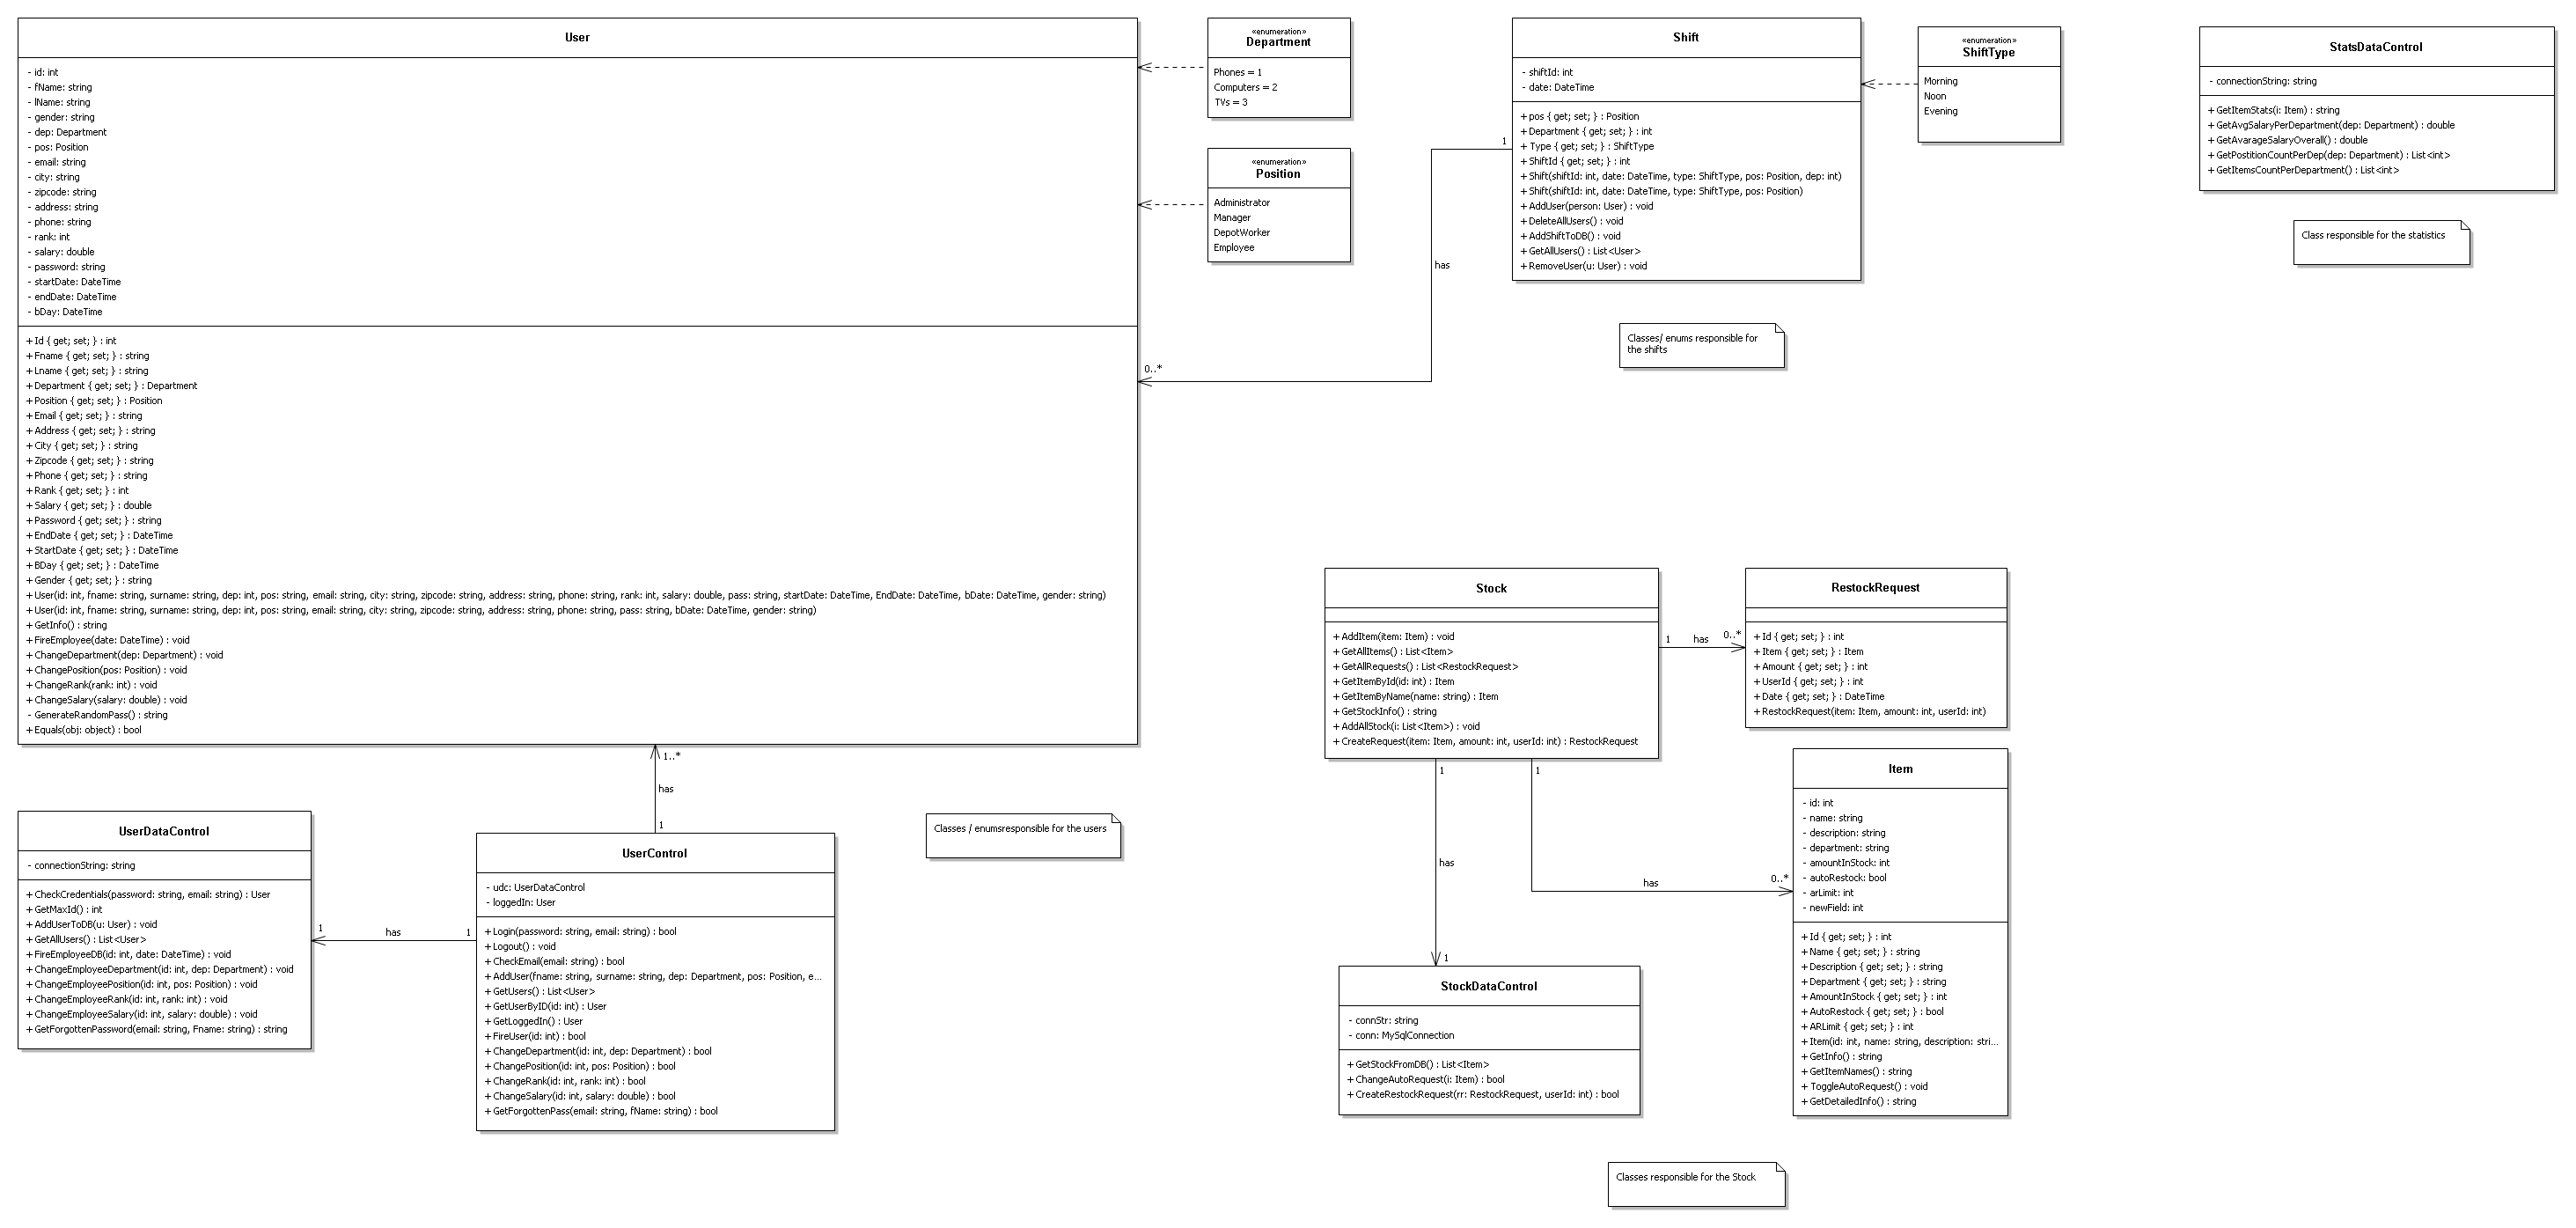 User
- id: int
- fName: string
- lName: string
- gender: string
- dep: Department
- pos: Position
- email: string
- city: string
- zipcode: string
- address: string
- phone: string
- rank: int
- salary: double
- password: string
- startDate: DateTime
- endDate: DateTime
- bDay: DateTime
+ Id { get; set; } : int
+ Fname { get; set; } : string
+ Lname { get; set; } : string
+ Department { get; set; } : Department
+ Position { get; set; } : Position
+ Email { get; set; } : string
+ Address { get; set; } : string
+ City { get; set; } : string
+ Zipcode { get; set; } : string
+ Phone { get; set; } : string
+ Rank { get; set; } : int
+ Salary { get; set; } : double
+ Password { get; set; } : string
+ EndDate { get; set; } : DateTime
+ StartDate { get; set; } : DateTime
+ BDay { get; set; } : DateTime
+ Gender { get; set; } : string
+ User(id: int, fname: string, surname: string, dep: int, pos: string, email: string, city: string, zipcode: string, address: string, phone: string, rank: int, salary: double, pass: string, startDate: DateTime, EndDate: DateTime, bDate: DateTime, gender: string)
+ User(id: int, fname: string, surname: string, dep: int, pos: string, email: string, city: string, zipcode: string, address: string, phone: string, pass: string, bDate: DateTime, gender: string)
+ GetInfo() : string
+ FireEmployee(date: DateTime) : void
+ ChangeDepartment(dep: Department) : void
+ ChangePosition(pos: Position) : void
+ ChangeRank(rank: int) : void
+ ChangeSalary(salary: double) : void
- GenerateRandomPass() : string
+ Equals(obj: object) : bool
«enumeration»
Department
Phones = 1
Computers = 2
TVs = 3
«enumeration»
Position
Administrator
Manager
DepotWorker
Employee
1
has
0..*
Shift
- shiftId: int
- date: DateTime
+ pos { get; set; } : Position
+ Department { get; set; } : int
+ Type { get; set; } : ShiftType
+ ShiftId { get; set; } : int
+ Shift(shiftId: int, date: DateTime, type: ShiftType, pos: Position, dep: int)
+ Shift(shiftId: int, date: DateTime, type: ShiftType, pos: Position)
+ AddUser(person: User) : void
+ DeleteAllUsers() : void
+ AddShiftToDB() : void
+ GetAllUsers() : List<User>
+ RemoveUser(u: User) : void
Classes/ enums responsible for
the shifts
«enumeration»
ShiftType
Morning
Noon
Evening
StatsDataControl
- connectionString: string
+ GetItemStats(i: Item) : string
+ GetAvgSalaryPerDepartment(dep: Department) : double
+ GetAvarageSalaryOverall() : double
+ GetPostitionCountPerDep(dep: Department) : List<int>
+ GetItemsCountPerDepartment() : List<int>
Class responsible for the statistics
1..*
has
1
UserDataControl
- connectionString: string
+ CheckCredentials(password: string, email: string) : User
+ GetMaxId() : int
+ AddUserToDB(u: User) : void
+ GetAllUsers() : List<User>
+ FireEmployeeDB(id: int, date: DateTime) : void
+ ChangeEmployeeDepartment(id: int, dep: Department) : void
+ ChangeEmployeePosition(id: int, pos: Position) : void
+ ChangeEmployeeRank(id: int, rank: int) : void
+ ChangeEmployeeSalary(id: int, salary: double) : void
+ GetForgottenPassword(email: string, Fname: string) : string
1
has
1
UserControl
- udc: UserDataControl
- loggedIn: User
+ Login(password: string, email: string) : bool
+ Logout() : void
+ CheckEmail(email: string) : bool
+ AddUser(fname: string, surname: string, dep: Department, pos: Position, e...
+ GetUsers() : List<User>
+ GetUserByID(id: int) : User
+ GetLoggedIn() : User
+ FireUser(id: int) : bool
+ ChangeDepartment(id: int, dep: Department) : bool
+ ChangePosition(id: int, pos: Position) : bool
+ ChangeRank(id: int, rank: int) : bool
+ ChangeSalary(id: int, salary: double) : bool
+ GetForgottenPass(email: string, fName: string) : bool
Classes / enumsresponsible for the users
Stock
+ AddItem(item: Item) : void
+ GetAllItems() : List<Item>
+ GetAllRequests() : List<RestockRequest>
+ GetItemById(id: int) : Item
+ GetItemByName(name: string) : Item
+ GetStockInfo() : string
+ AddAllStock(i: List<Item>) : void
+ CreateRequest(item: Item, amount: int, userId: int) : RestockRequest
1
has
0..*
RestockRequest
+ Id { get; set; } : int
+ Item { get; set; } : Item
+ Amount { get; set; } : int
+ UserId { get; set; } : int
+ Date { get; set; } : DateTime
+ RestockRequest(item: Item, amount: int, userId: int)
1
has
1
1
has
0..*
Item
- id: int
- name: string
- description: string
- department: string
- amountInStock: int
- autoRestock: bool
- arLimit: int
- newField: int
+ Id { get; set; } : int
+ Name { get; set; } : string
+ Description { get; set; } : string
+ Department { get; set; } : string
+ AmountInStock { get; set; } : int
+ AutoRestock { get; set; } : bool
+ ARLimit { get; set; } : int
+ Item(id: int, name: string, description: stri...
+ GetInfo() : string
+ GetItemNames() : string
+ ToggleAutoRequest() : void
+ GetDetailedInfo() : string
StockDataControl
- connStr: string
- conn: MySqlConnection
+ GetStockFromDB() : List<Item>
+ ChangeAutoRequest(i: Item) : bool
+ CreateRestockRequest(rr: RestockRequest, userId: int) : bool
Classes responsible for the Stock